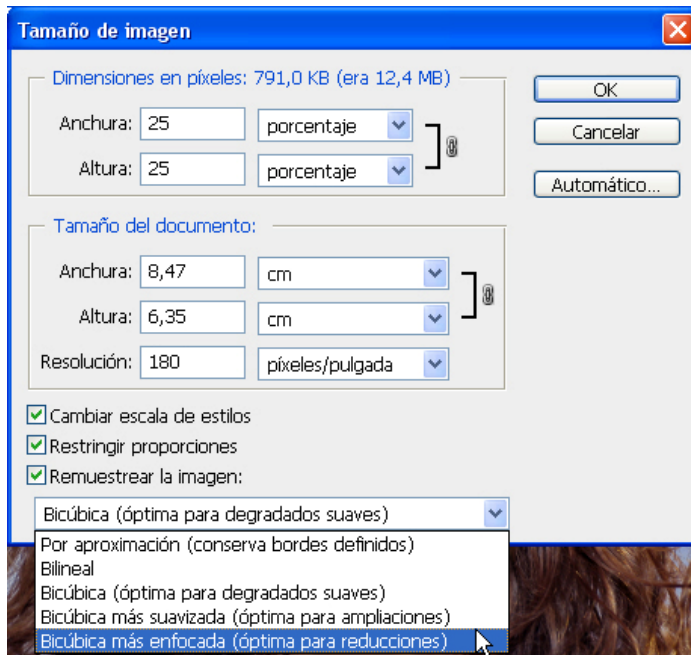 Tamaño de imagen
Dimensiones en píxeles: 791,0 KB (era 12,4 MB)
Anchura: 25 porcentaje
Altura: 25 porcentaje
OK
Cancelar
Automático...
Tamaño del documento:
Anchura: 8,47 cm
Altura: 6,35 cm
Resolución: 180 píxeles/pulgada
Cambiar escala de estilos
Restringir proporciones
Remuestrear la imagen:
Bicúbica (óptima para degradados suaves)
Por aproximación (conserva bordes definidos)
Bilineal
Bicúbica (óptima para degradados suaves)
Bicúbica más suavizada (óptima para ampliaciones)
Bicúbica más enfocada (óptima para reducciones)